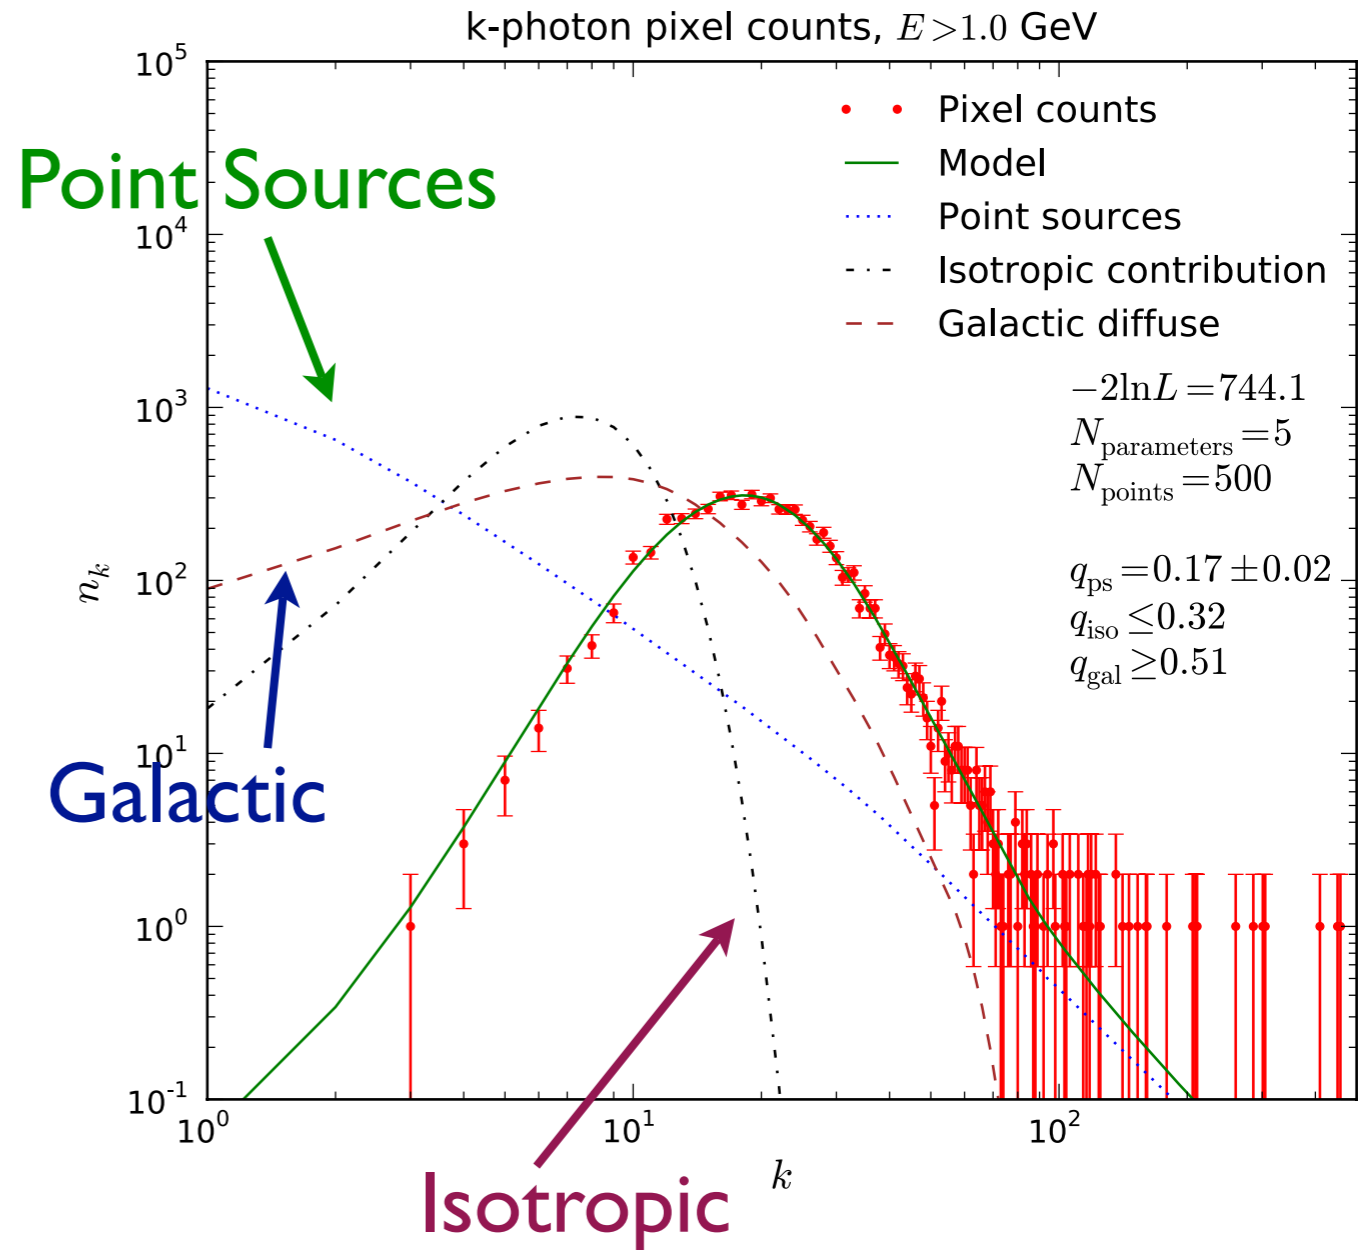 k-photon pixel counts, E > 1.0 GeV
Pixel counts
Model
Point sources
Isotropic contribution
Galactic diffuse
−2lnL = 744.1
N_parameters = 5
N_points = 500
q_ps = 0.17 ± 0.02
q_iso ≤ 0.32
q_gal ≥ 0.51
Point Sources
Galactic
Isotropic
n_k
10^5
10^4
10^3
10^2
10^1
10^0
10^-1
10^0
10^1
10^2
k